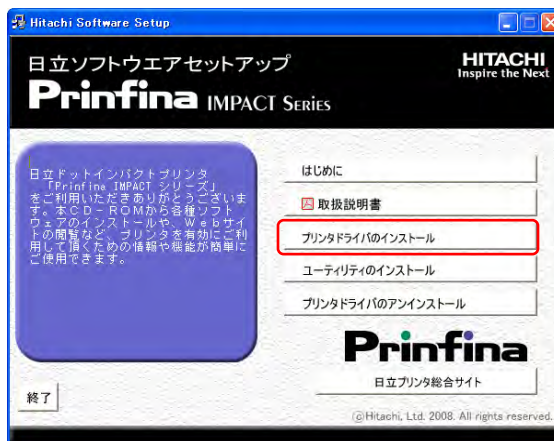 Hitachi Software Setup
日立ソフトウエアセットアップ
Prinfina IMPACT SERIES
HITACHI
Inspire the Next
日立ドットインパクトプリンタ
「Prinfina IMPACT シリーズ」
をご利用いただきありがとうございま
す。本CD-ROMから各種ソフト
ウェアのインストールや、Webサイ
トの閲覧など、プリンタを有効にご利
用して頂くための情報や機能が簡単に
ご使用できます。
はじめに
取扱説明書
プリンタドライバのインストール
ユーティリティのインストール
プリンタドライバのアンインストール
Prinfina
日立プリンタ総合サイト
終了
©Hitachi, Ltd. 2008. All rights reserved.